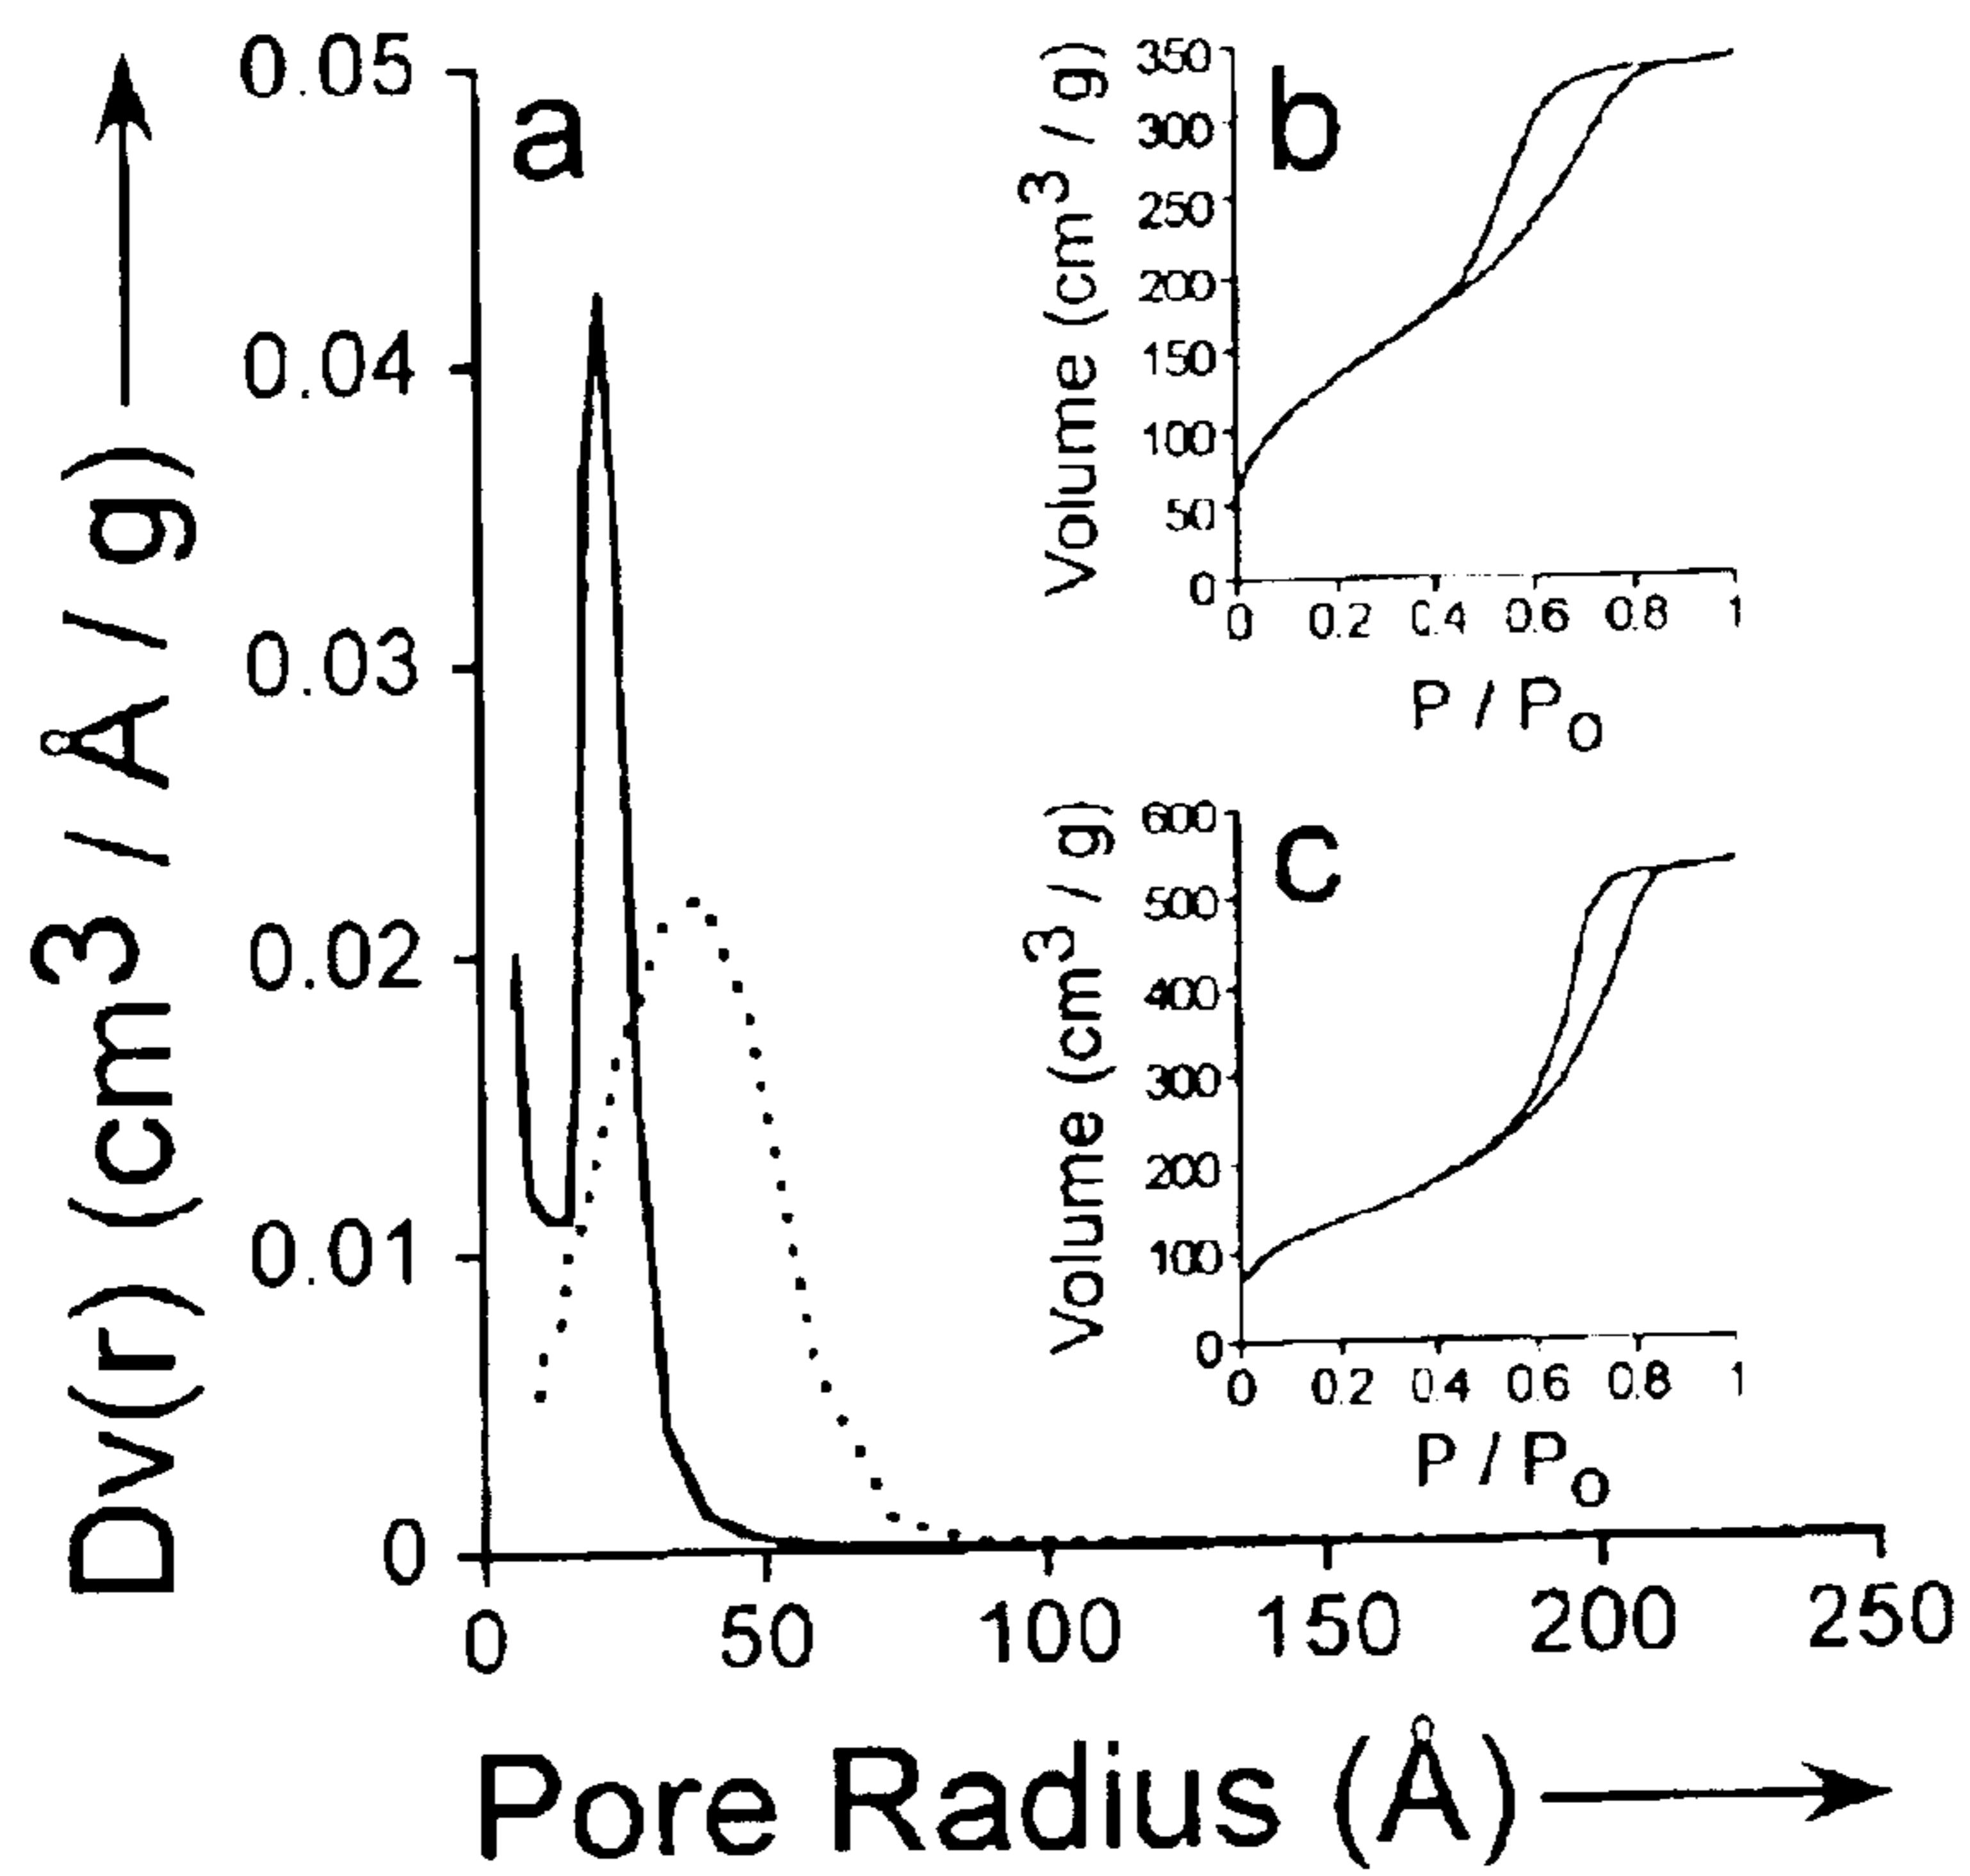 a
Dv(r) (cm³ / Å / g)
0.05
0.04
0.03
0.02
0.01
0
0 50 100 150 200 250
Pore Radius (Å)
b
Volume (cm³ / g)
350
300
250
200
150
100
50
0
0 0.2 0.4 0.6 0.8 1
P / Po
c
Volume (cm³ / g)
600
500
400
300
200
100
0
0 0.2 0.4 0.6 0.8 1
P / Po